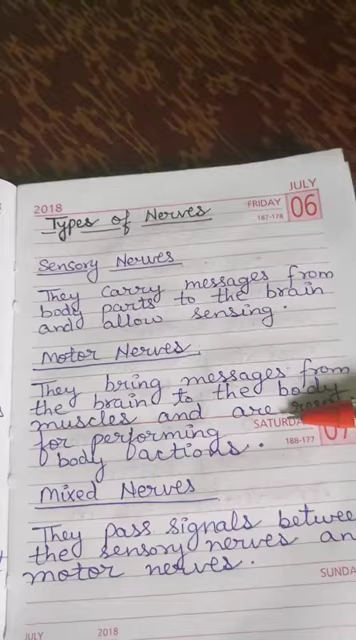 JULY
2018 FRIDAY 06
187-178
Types of Nerves
Sensory Nerves
They carry messages from
body parts to the brain
and allow sensing.
Motor Nerves
They bring messages from
the brain to the body
muscles and are
SATURDA 07
188-177
for performing
body actions.
Mixed Nerves
They pass signals betwee
the sensory nerves an
motor nerves.
SUNDA
JULY 2018